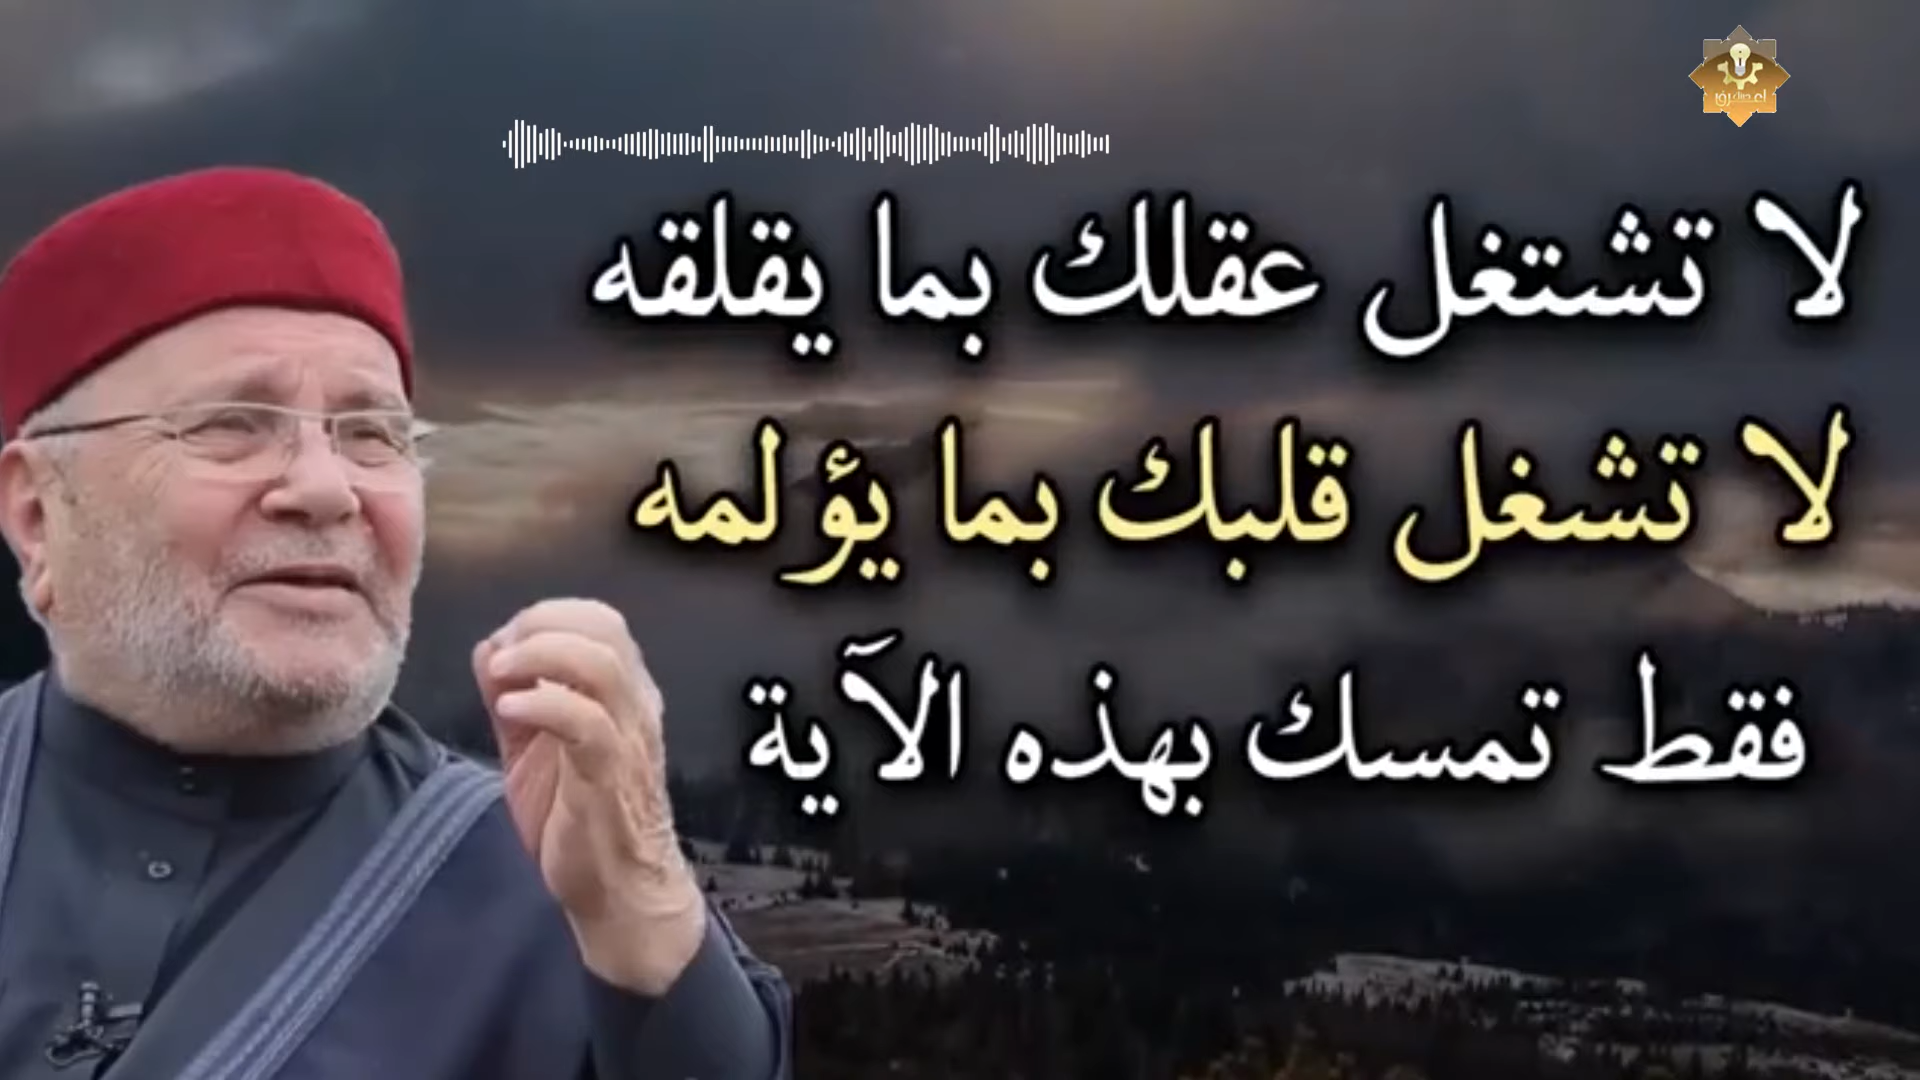 لا تشتغل عقلك بما يقلقه
لا تشغل قلبك بما يؤلمه
فقط تمسك بهذه الآية